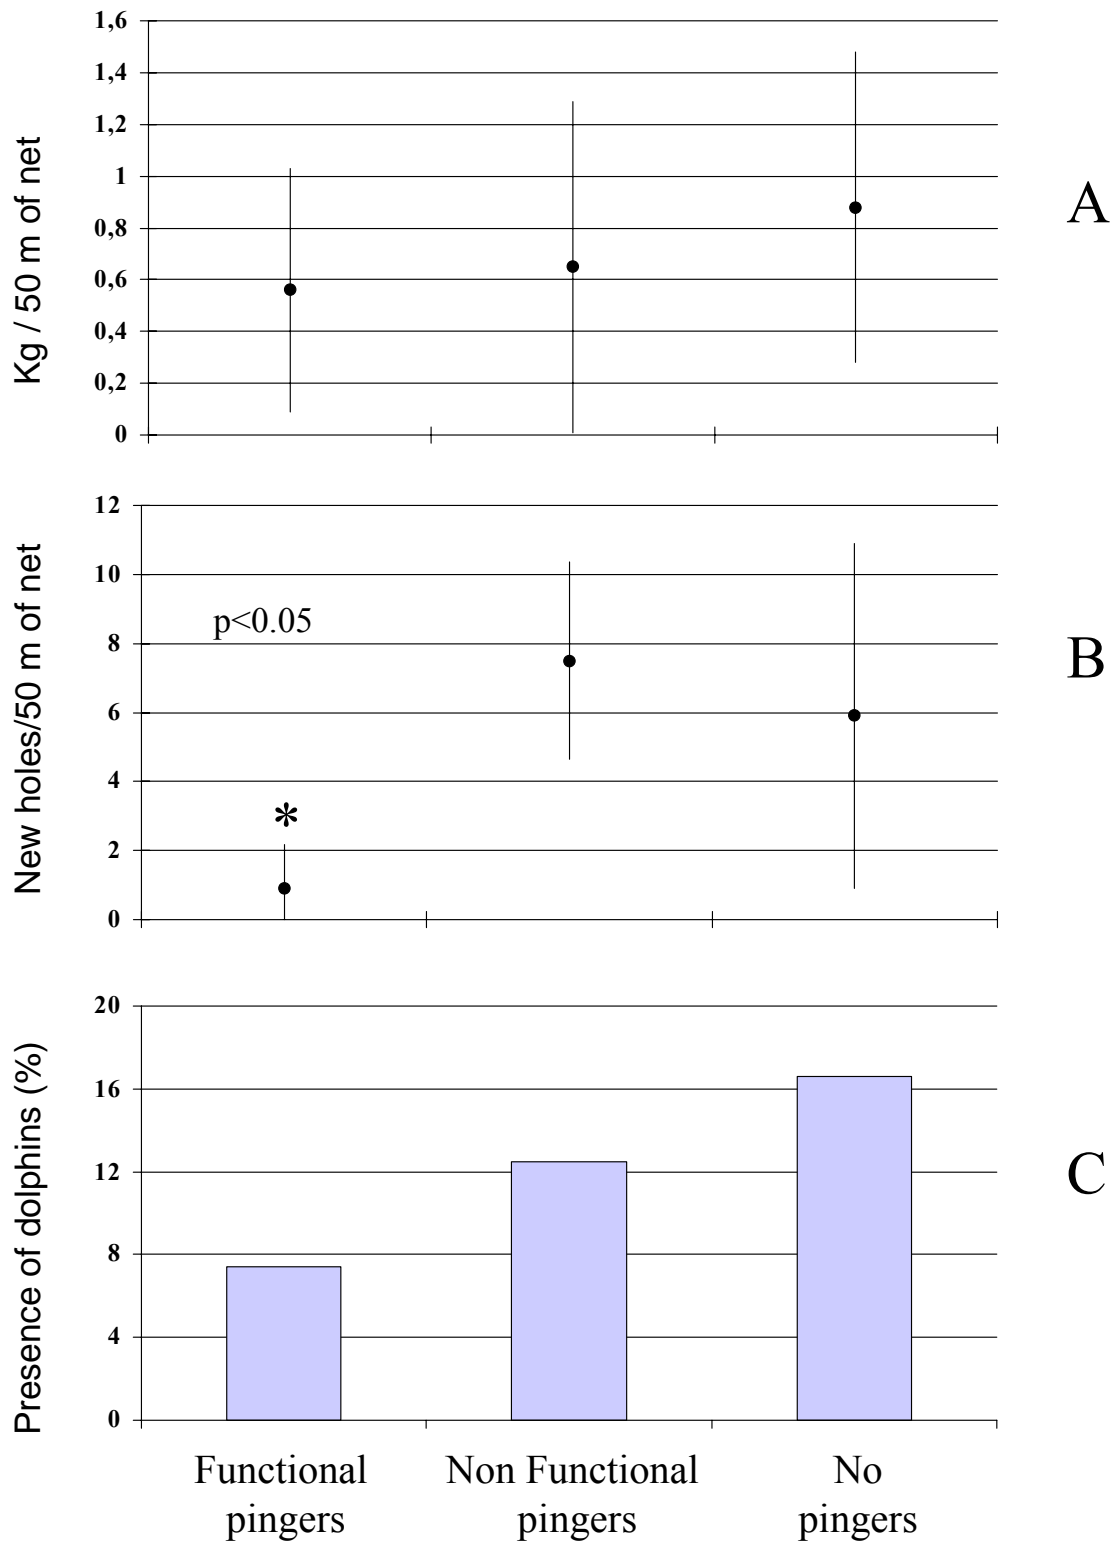 1,6
1,4
1,2
1
0,8
0,6
0,4
0,2
0
Kg / 50 m of net
A
12
10
8
6
4
2
0
New holes/50 m of net
p<0.05
*
B
20
16
12
8
4
0
Presence of dolphins (%)
C
Functional
pingers
Non Functional
pingers
No
pingers